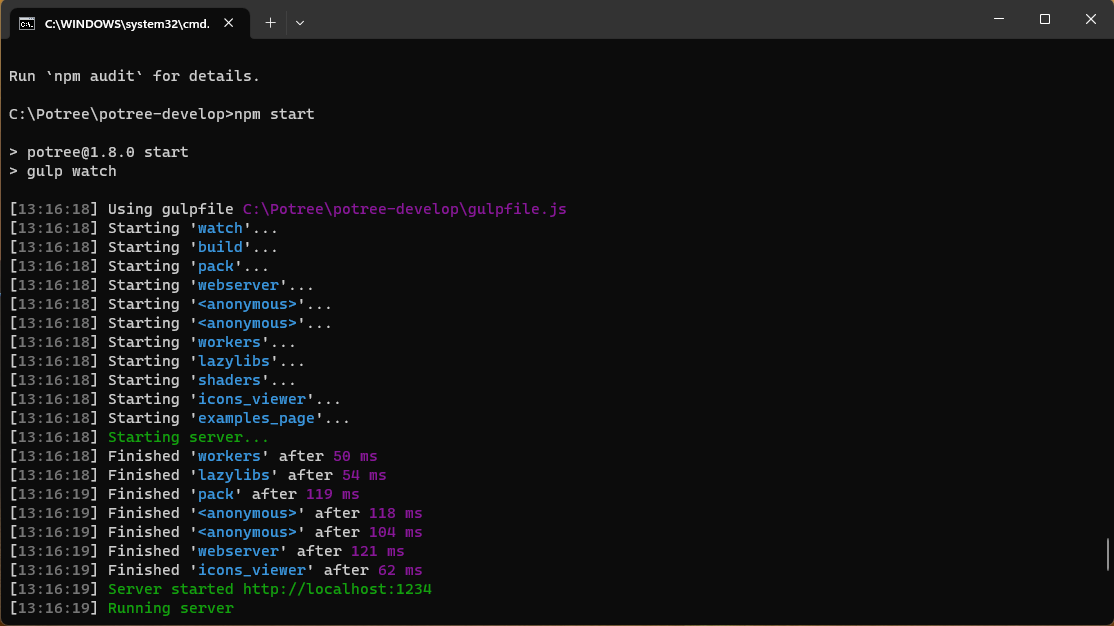 C:\WINDOWS\system32\cmd.
Run `npm audit` for details.
C:\Potree\potree-develop>npm start
> potree@1.8.0 start
> gulp watch
[13:16:18] Using gulpfile C:\Potree\potree-develop\gulpfile.js
[13:16:18] Starting 'watch'...
[13:16:18] Starting 'build'...
[13:16:18] Starting 'pack'...
[13:16:18] Starting 'webserver'...
[13:16:18] Starting '<anonymous>'...
[13:16:18] Starting '<anonymous>'...
[13:16:18] Starting 'workers'...
[13:16:18] Starting 'lazylibs'...
[13:16:18] Starting 'shaders'...
[13:16:18] Starting 'icons_viewer'...
[13:16:18] Starting 'examples_page'...
[13:16:18] Starting server...
[13:16:18] Finished 'workers' after 50 ms
[13:16:18] Finished 'lazylibs' after 54 ms
[13:16:19] Finished 'pack' after 119 ms
[13:16:19] Finished '<anonymous>' after 118 ms
[13:16:19] Finished '<anonymous>' after 104 ms
[13:16:19] Finished 'webserver' after 121 ms
[13:16:19] Finished 'icons_viewer' after 62 ms
[13:16:19] Server started http://localhost:1234
[13:16:19] Running server